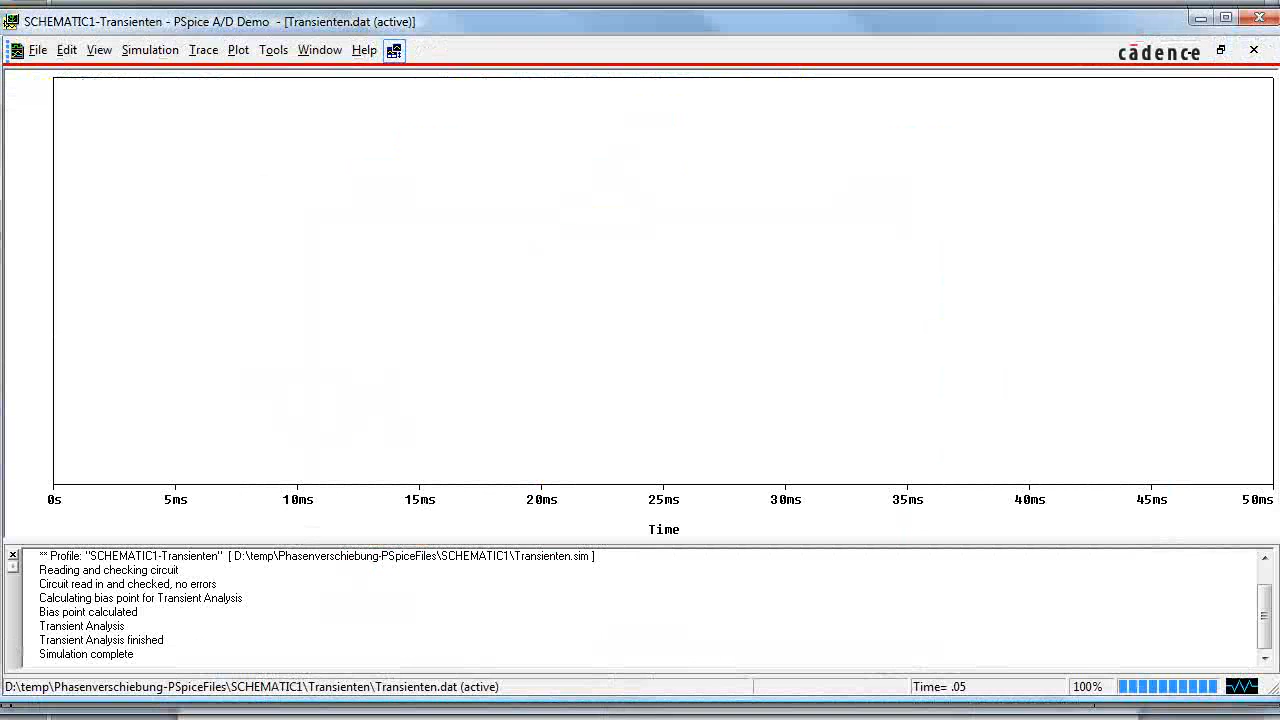 SCHEMATIC1-Transienten - PSpice A/D Demo - [Transienten.dat (active)]
File Edit View Simulation Trace Plot Tools Window Help
cādence
0s 5ms 10ms 15ms 20ms 25ms 30ms 35ms 40ms 45ms 50ms
Time
** Profile: "SCHEMATIC1-Transienten" [ D:\temp\Phasenverschiebung-PSpiceFiles\SCHEMATIC1\Transienten.sim ]
Reading and checking circuit
Circuit read in and checked, no errors
Calculating bias point for Transient Analysis
Bias point calculated
Transient Analysis
Transient Analysis finished
Simulation complete
D:\temp\Phasenverschiebung-PSpiceFiles\SCHEMATIC1\Transienten\Transienten.dat (active) Time= .05 100%